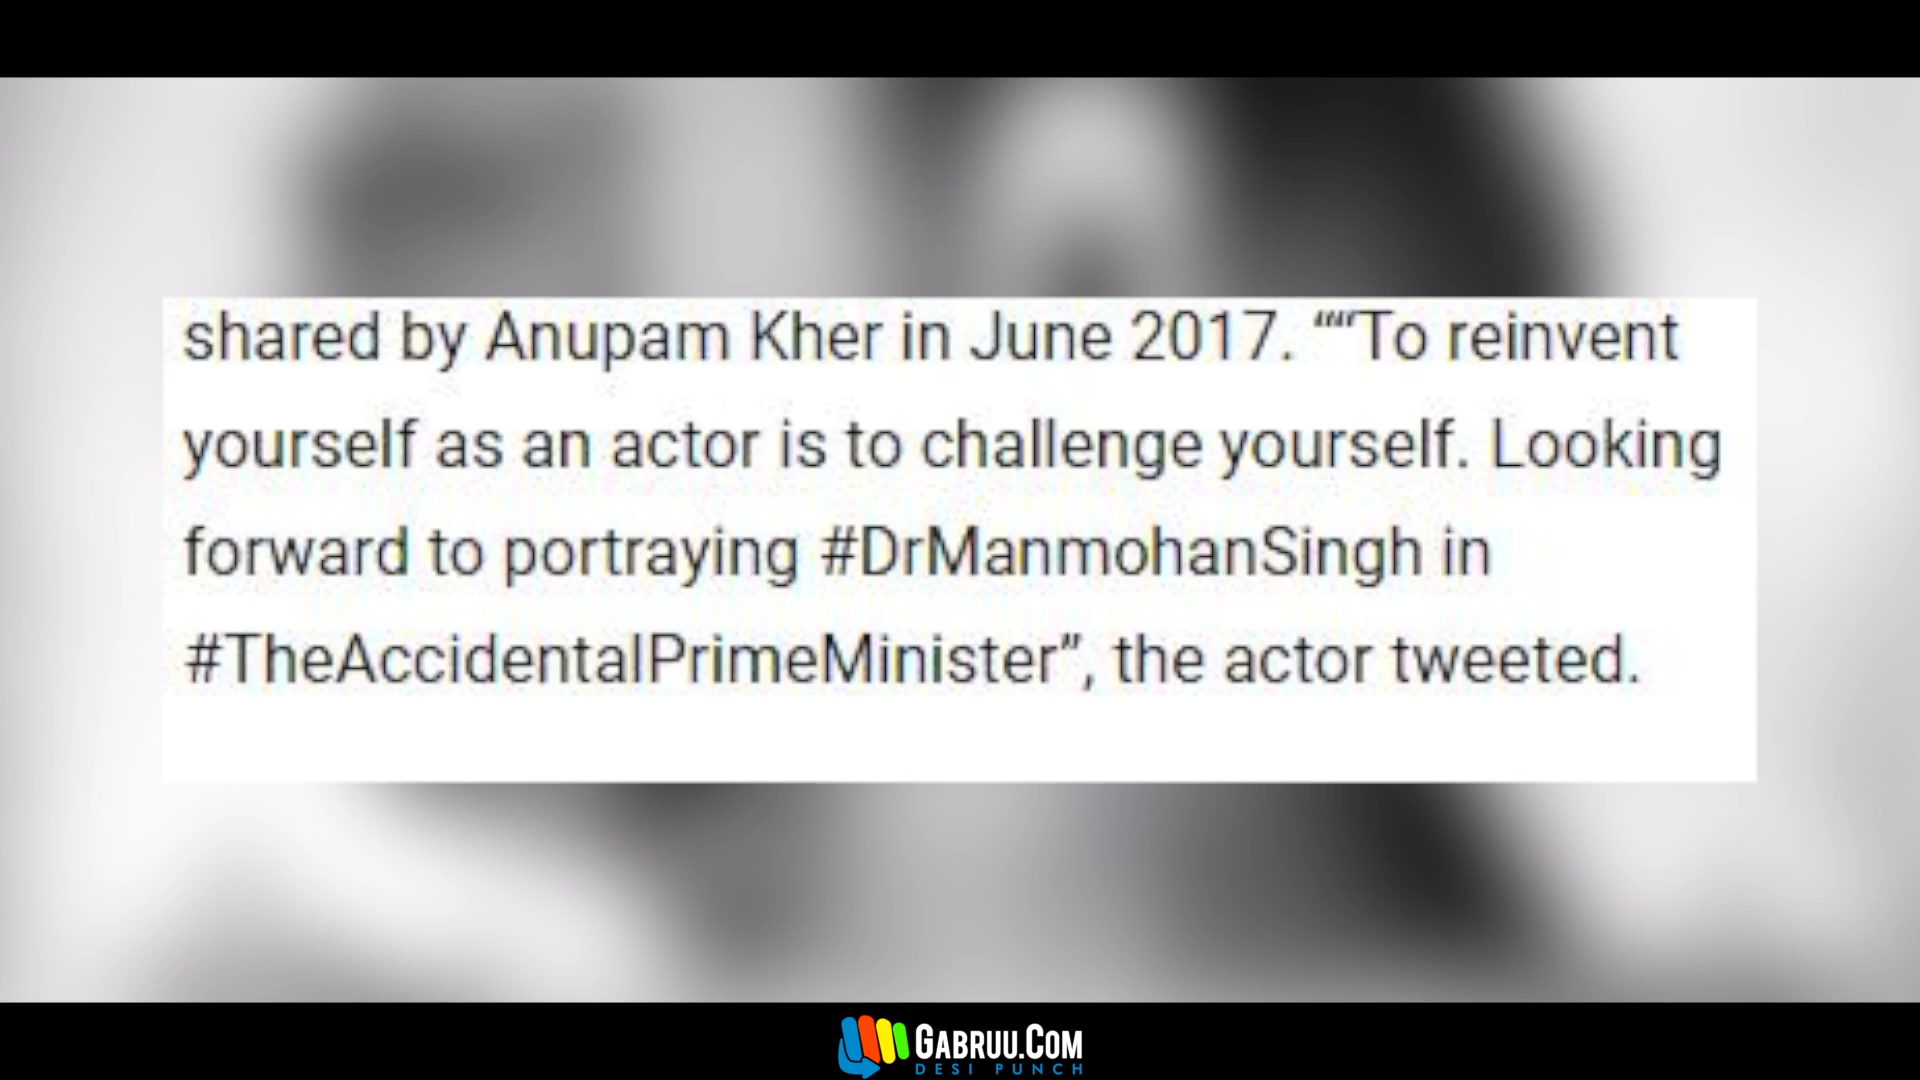 shared by Anupam Kher in June 2017. ““To reinvent
yourself as an actor is to challenge yourself. Looking
forward to portraying #DrManmohanSingh in
#TheAccidentalPrimeMinister”, the actor tweeted.
GABRUU.COM
DESI PUNCH